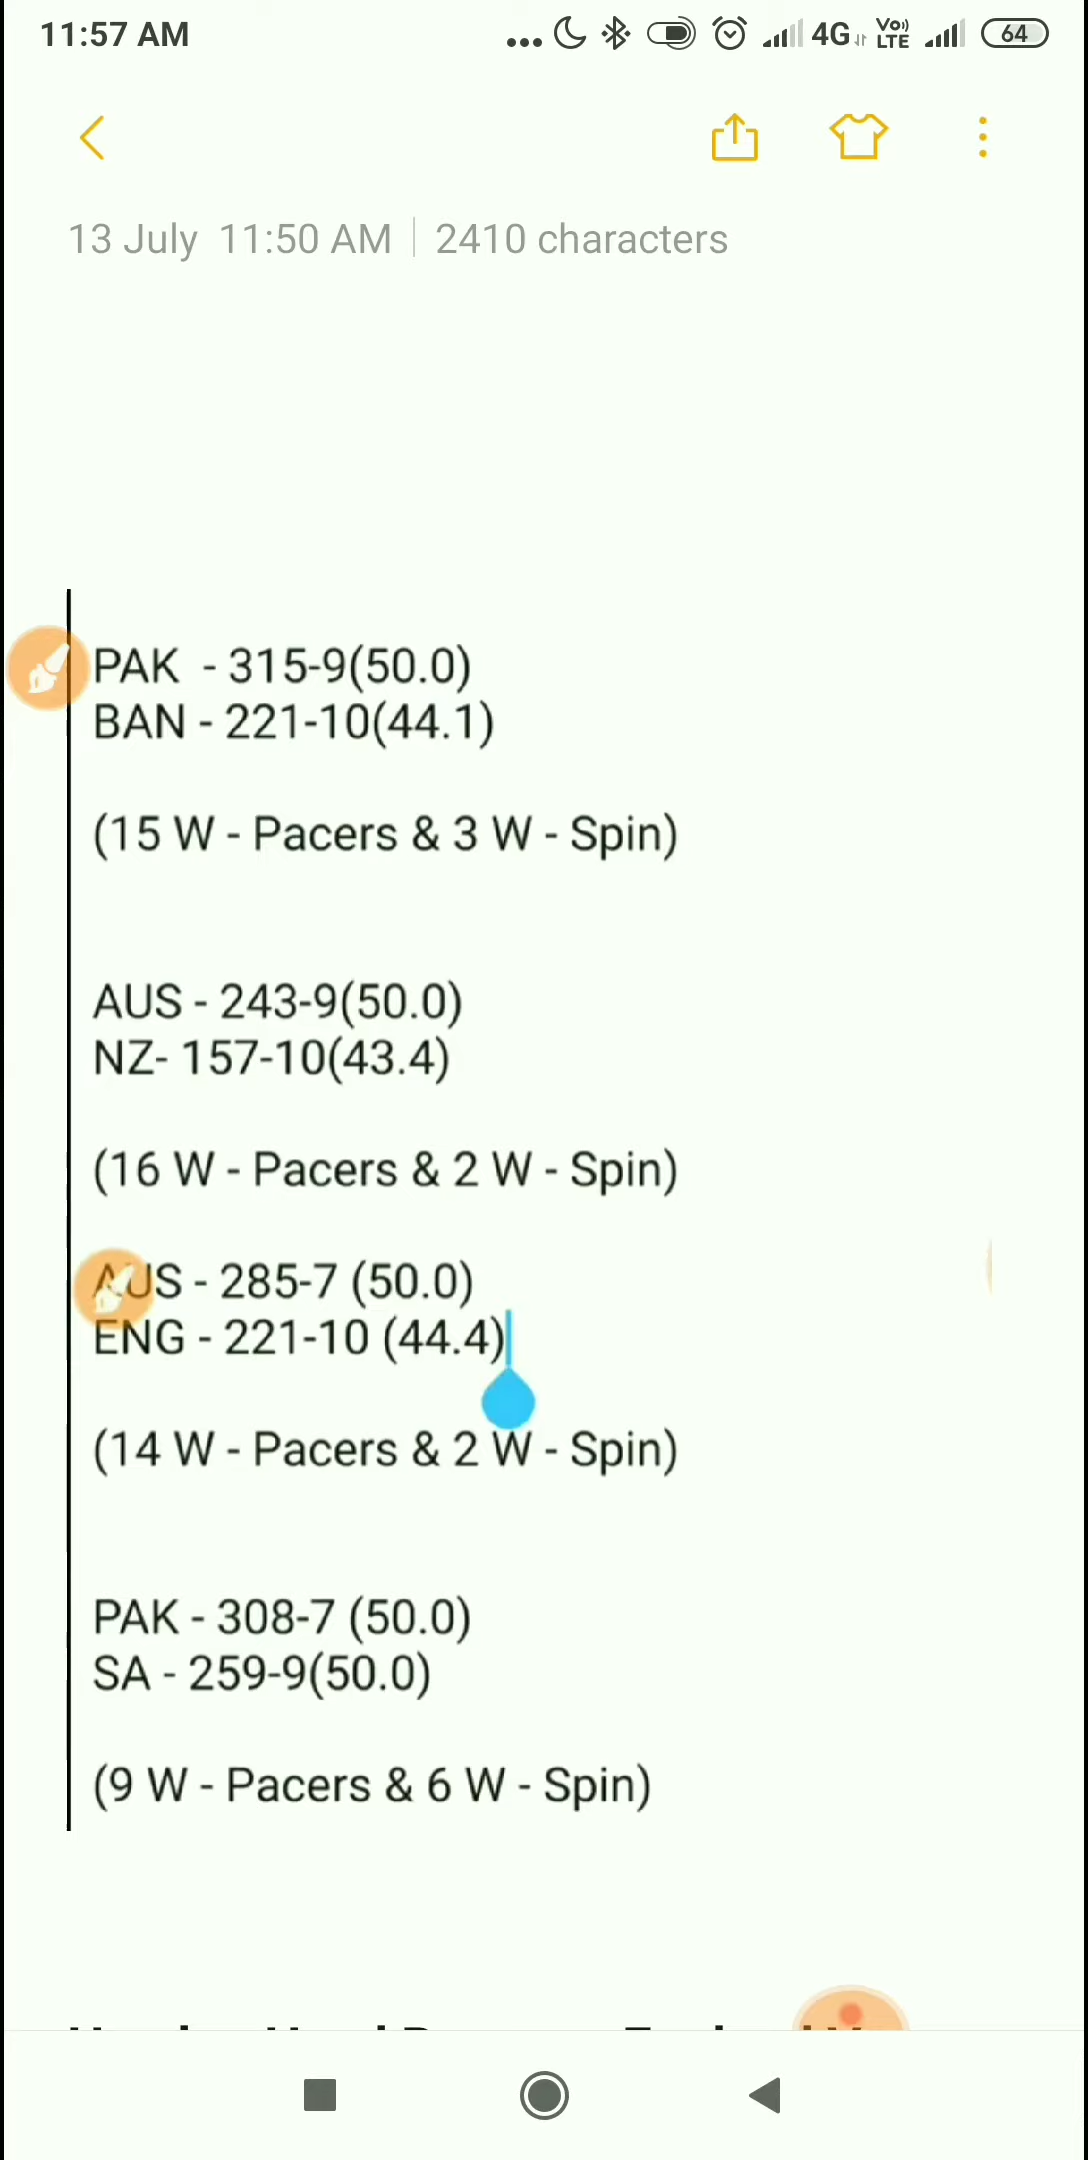 11:57 AM
4G
Vo))
LTE
64
13 July 11:50 AM | 2410 characters
PAK - 315-9(50.0)
BAN - 221-10(44.1)
(15 W - Pacers & 3 W - Spin)
AUS - 243-9(50.0)
NZ- 157-10(43.4)
(16 W - Pacers & 2 W - Spin)
AUS - 285-7 (50.0)
ENG - 221-10 (44.4)
(14 W - Pacers & 2 W - Spin)
PAK - 308-7 (50.0)
SA - 259-9(50.0)
(9 W - Pacers & 6 W - Spin)